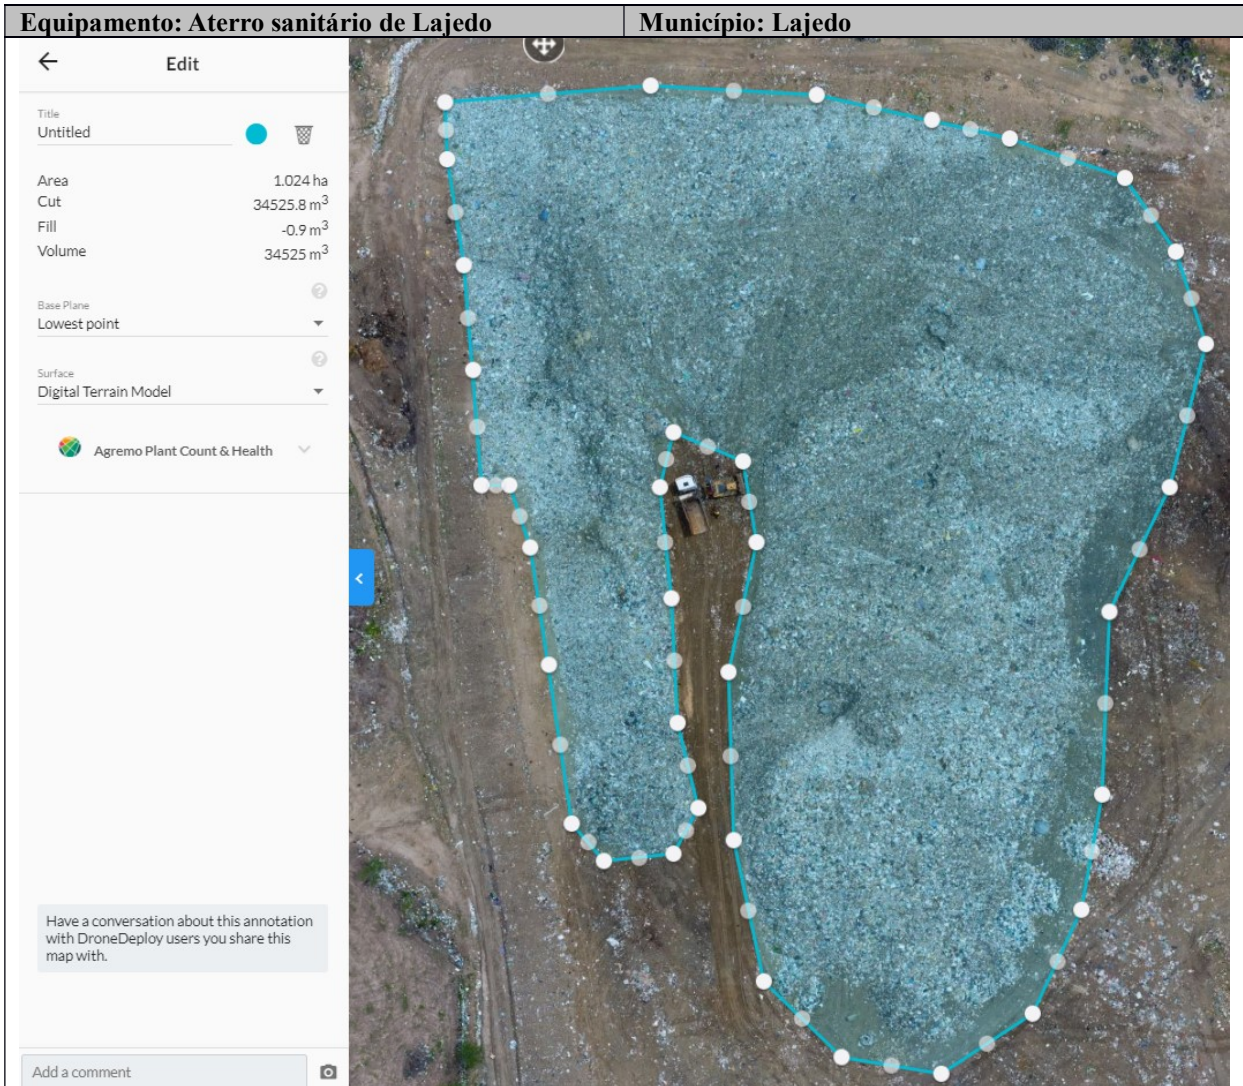 Equipamento: Aterro sanitário de Lajedo Município: Lajedo
Edit
Title
Untitled
Area 1.024 ha
Cut 34525.8 m³
Fill -0.9 m³
Volume 34525 m³
Base Plane
Lowest point
Surface
Digital Terrain Model
Agremo Plant Count & Health
Have a conversation about this annotation
with DroneDeploy users you share this
map with.
Add a comment